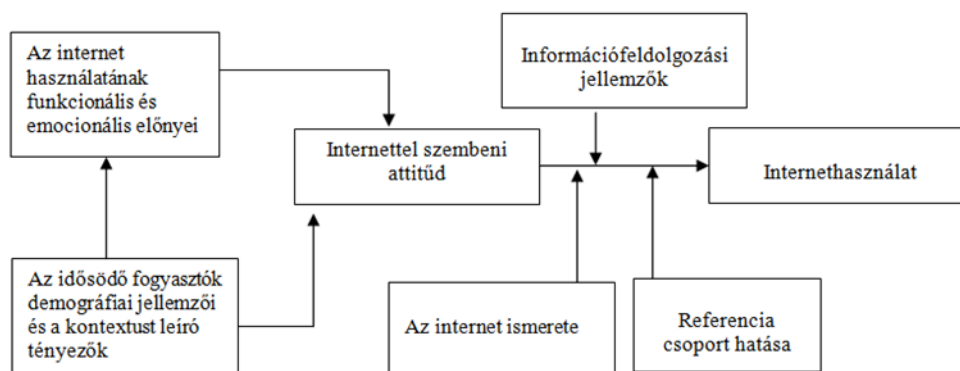 Az internet
használatának
funkcionális és
emocionális előnyei
Információfeldolgozási
jellemzők
Internettel szembeni
attitűd
Internethasználat
Az idősödő fogyasztók
demográfiai jellemzői
és a kontextust leíró
tényezők
Az internet ismerete
Referencia
csoport hatása